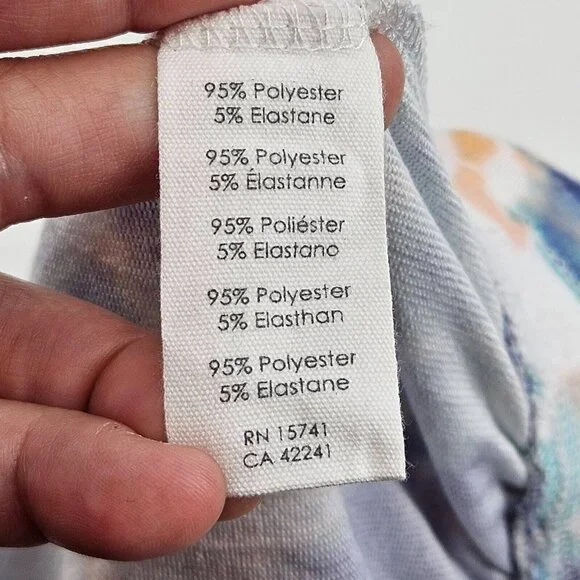 95% Polyester
5% Elastane
95% Polyester
5% Élastanne
95% Poliéster
5% Elastano
95% Polyester
5% Elasthan
95% Polyester
5% Elastane
RN 15741
CA 42241